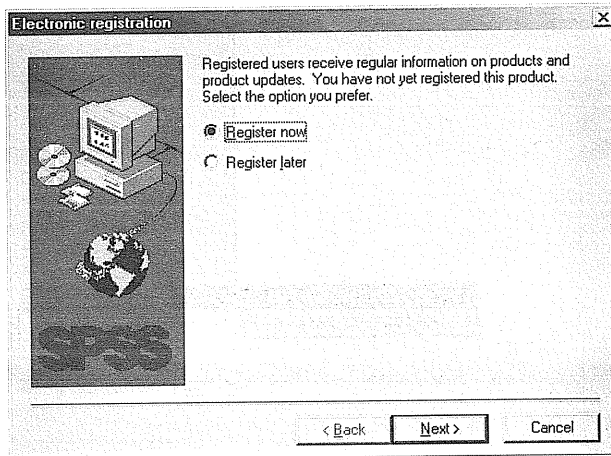 Electronic registration
Registered users receive regular information on products and
product updates. You have not yet registered this product.
Select the option you prefer.
Register now
Register later
SPSS
< Back
Next >
Cancel